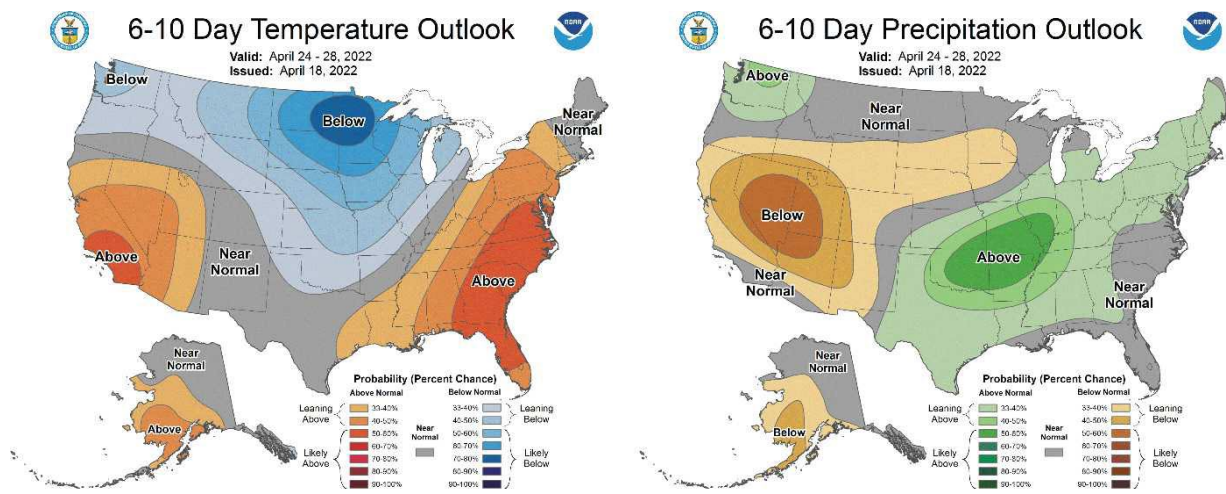 6-10 Day Temperature Outlook
Valid: April 24 - 28, 2022
Issued: April 18, 2022
NOAA
Below
Below
Near
Normal
Above
Near
Normal
Above
Near
Normal
Above
Probability (Percent Chance)
Above Normal
Below Normal
Leaning
Above
33-40%
40-50%
50-60%
60-70%
70-80%
80-90%
90-100%
Likely
Above
Near
Normal
33-40%
40-50%
50-60%
60-70%
70-80%
80-90%
90-100%
Leaning
Below
Likely
Below
6-10 Day Precipitation Outlook
Valid: April 24 - 28, 2022
Issued: April 18, 2022
NOAA
Above
Near
Normal
Below
Near
Normal
Above
Near
Normal
Near
Normal
Below
Probability (Percent Chance)
Above Normal
Below Normal
Leaning
Above
33-40%
40-50%
50-60%
60-70%
70-80%
80-90%
90-100%
Likely
Above
Near
Normal
33-40%
40-50%
50-60%
60-70%
70-80%
80-90%
90-100%
Leaning
Below
Likely
Below